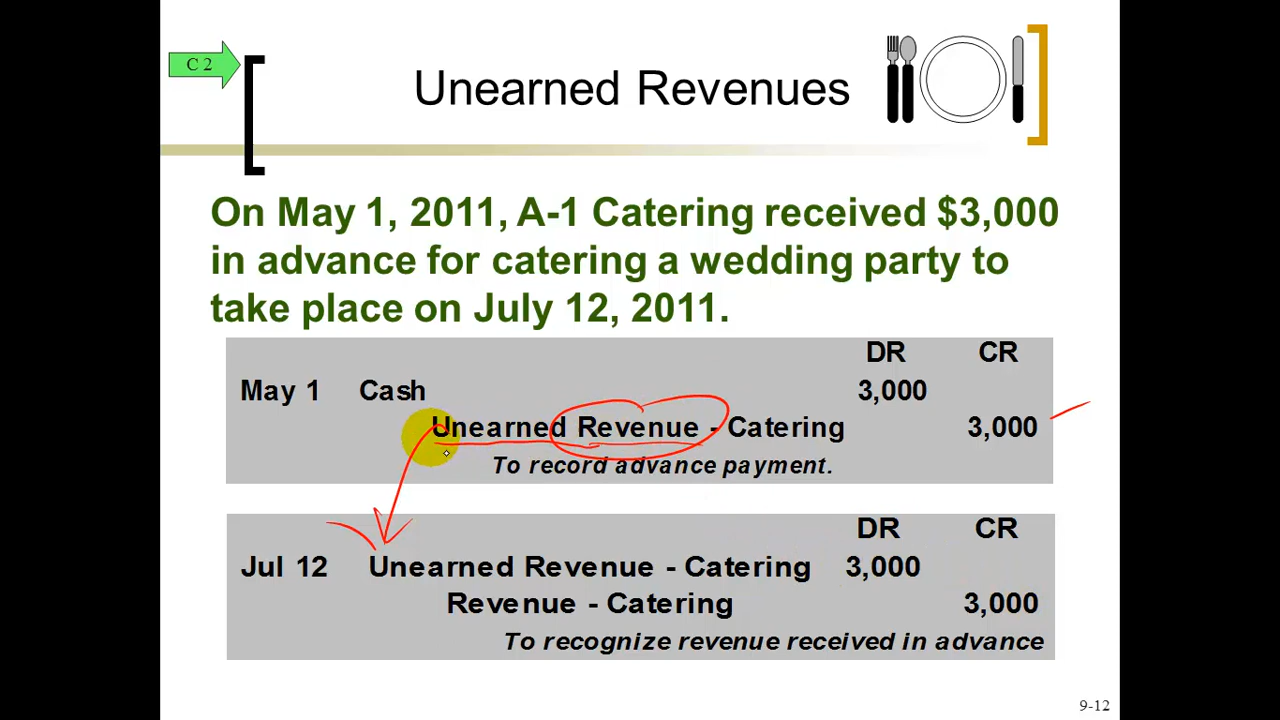 C 2
Unearned Revenues
On May 1, 2011, A-1 Catering received $3,000
in advance for catering a wedding party to
take place on July 12, 2011.
DR CR
May 1 Cash 3,000
Unearned Revenue - Catering 3,000
To record advance payment.
DR CR
Jul 12 Unearned Revenue - Catering 3,000
Revenue - Catering 3,000
To recognize revenue received in advance
9-12